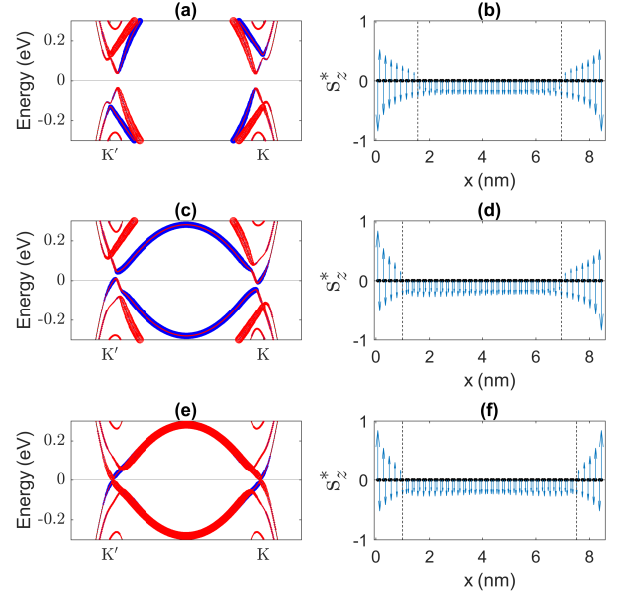 (a)
Energy (eV)
0.2
0
-0.2
K′
K
(b)
s*z
1
0
-1
0
2
4
6
8
x (nm)
(c)
Energy (eV)
0.2
0
-0.2
K′
K
(d)
s*z
1
0
-1
0
2
4
6
8
x (nm)
(e)
Energy (eV)
0.2
0
-0.2
K′
K
(f)
s*z
1
0
-1
0
2
4
6
8
x (nm)